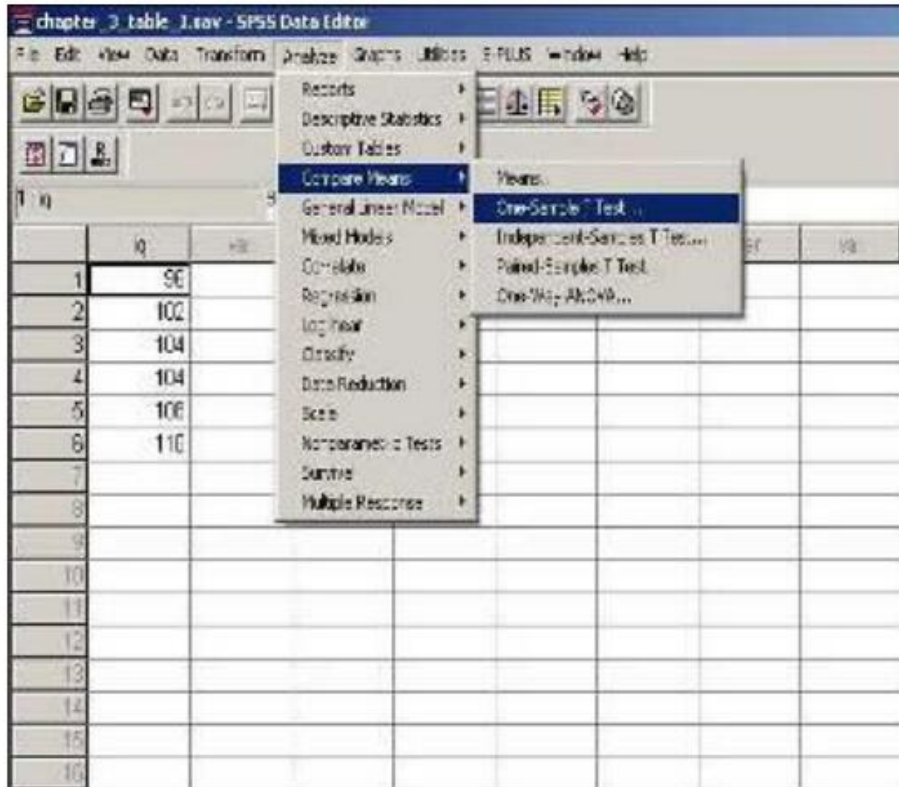 chapter_3_table_1.sav - SPSS Data Editor
File Edit View Data Transform Analyze Graphs Utilities S-PLUS Window Help
Reports
Descriptive Statistics
Custom Tables
Compare Means
General Linear Model
Mixed Models
Correlate
Regression
Loglinear
Classify
Data Reduction
Scale
Nonparametric Tests
Survival
Multiple Response
Means...
One-Sample T Test...
Independent-Samples T Test...
Paired-Samples T Test...
One-Way ANOVA...
1 : iq
iq
1
2 102
3 104
4 104
5
6
7
8
9
10
11
12
13
14
15
16